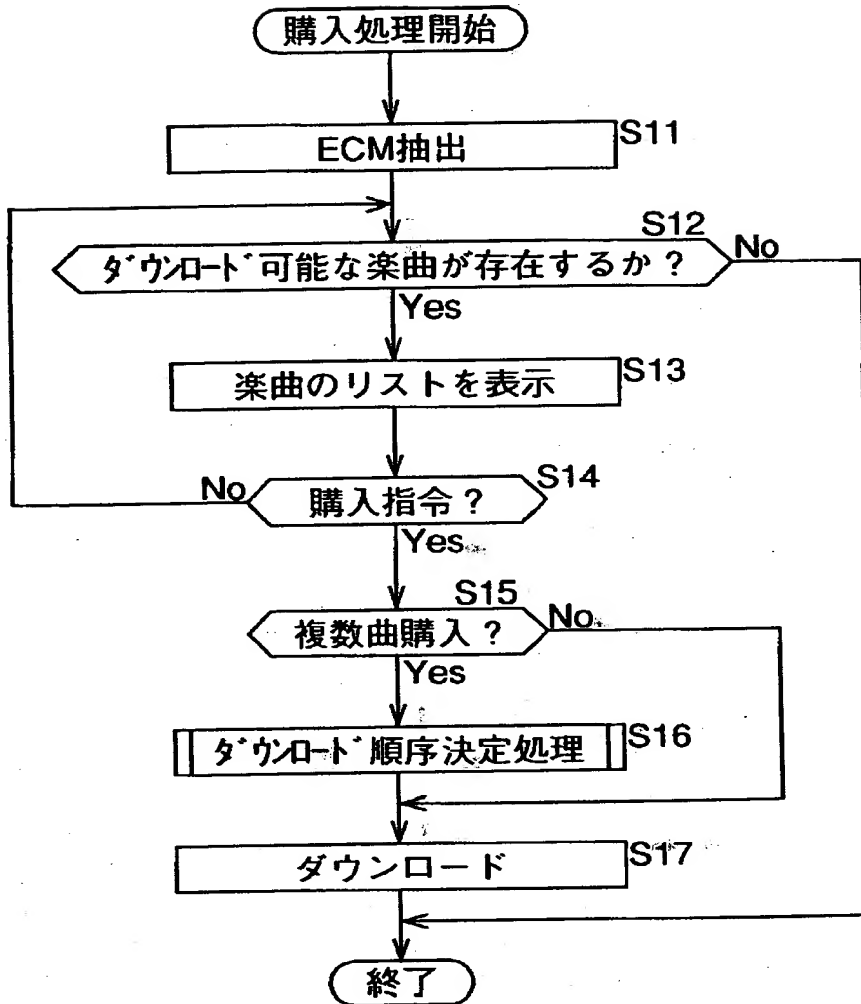 購入処理開始
ECM抽出
S11
S12
ダウンロード可能な楽曲が存在するか？
No
Yes
楽曲のリストを表示
S13
No
購入指令？
S14
Yes
S15
複数曲購入？
No
Yes
ダウンロード順序決定処理
S16
ダウンロード
S17
終了